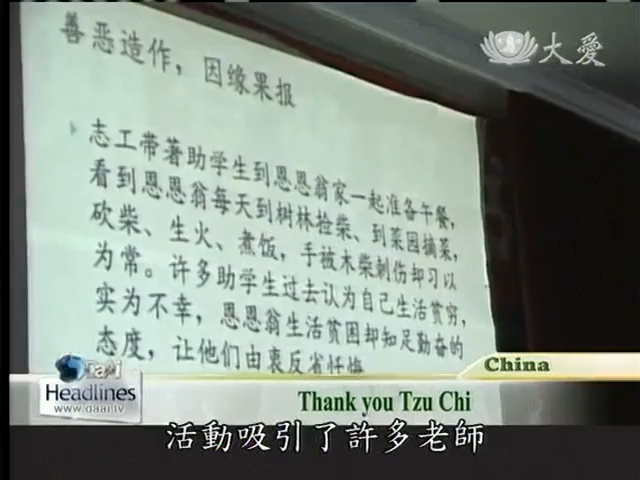 大愛
善恶造作，因缘果报
志工带著助学生到恩恩翁家一起准备午餐，
看到恩恩翁每天到树林捡柴、到菜园摘菜，
砍柴、生火、煮饭，手被木柴刺伤却习以
为常。许多助学生过去认为自己生活贫穷，
实为不幸，恩恩翁生活贫困却知足勤奋的
态度，让他们由衷反省忏悔
China
DaAi
Headlines
www.daai.tv
Thank you Tzu Chi
活動吸引了許多老師